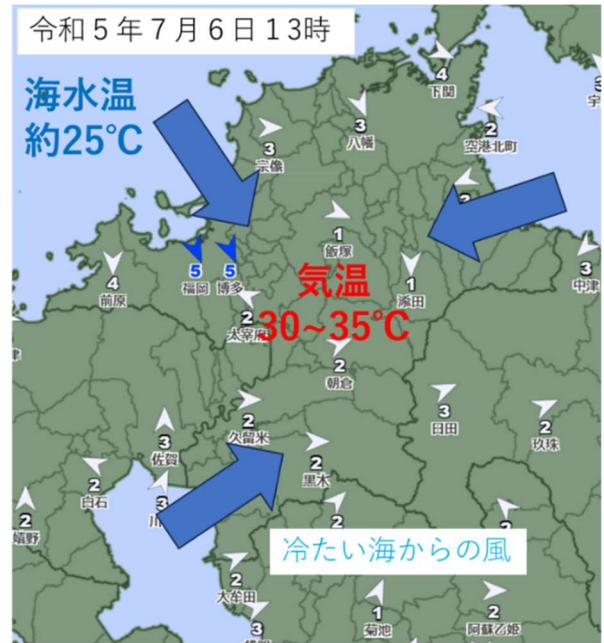 令和５年７月６日１３時
海水温
約25℃
4
下関
3
宗像
3
八幡
2
空港北町
1
飯塚
4
前原
5
福岡
5
博多
2
太宰府
気温
30~35℃
1
添田
3
中津
2
朝倉
2
久留米
3
佐賀
2
黒木
3
日田
2
玖珠
2
白石
3
川
2
嬉野
2
冷たい海からの風
2
大牟田
3
1
菊池
2
阿蘇乙姫